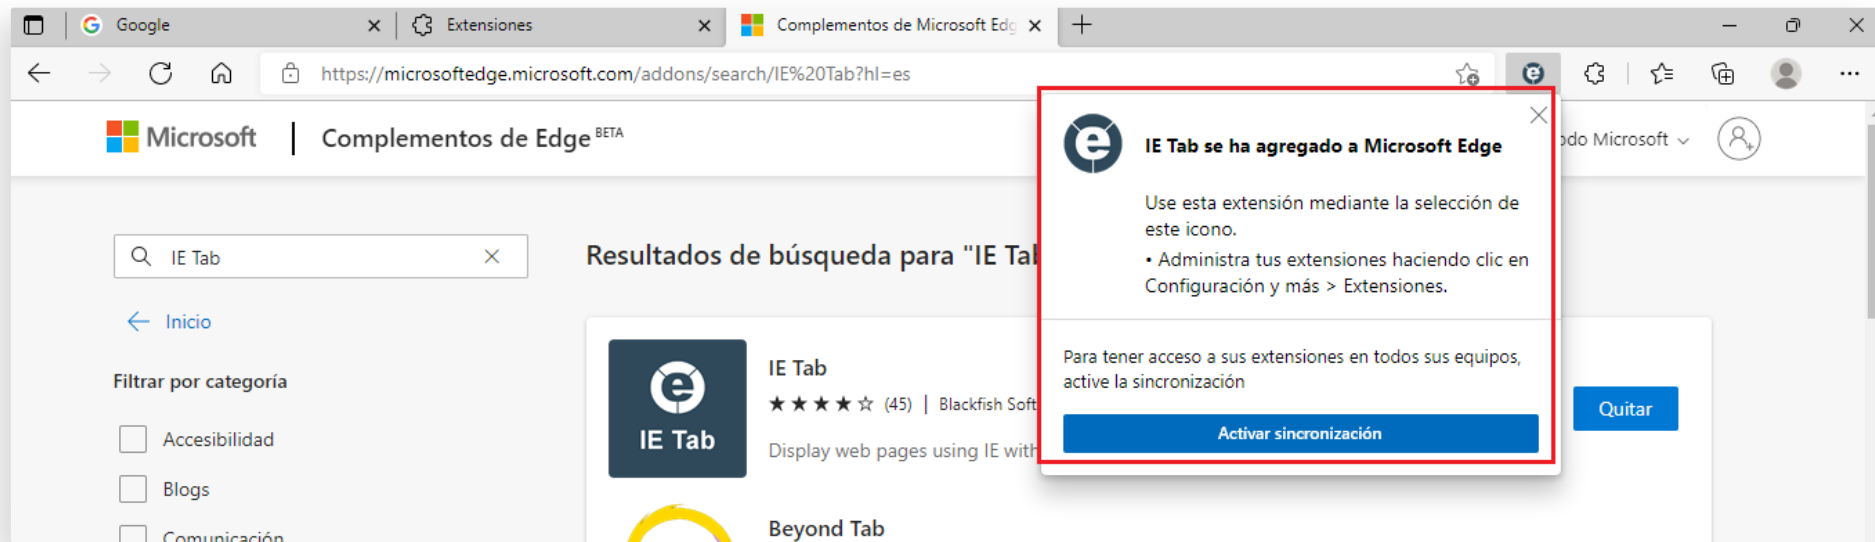 Google
Extensiones
Complementos de Microsoft Edg
https://microsoftedge.microsoft.com/addons/search/IE%20Tab?hl=es
Microsoft | Complementos de Edge BETA
odo Microsoft
IE Tab se ha agregado a Microsoft Edge
Use esta extensión mediante la selección de
este icono.
• Administra tus extensiones haciendo clic en
Configuración y más > Extensiones.
Para tener acceso a sus extensiones en todos sus equipos,
active la sincronización
Activar sincronización
IE Tab
Inicio
Filtrar por categoría
Accesibilidad
Blogs
Comunicación
Resultados de búsqueda para "IE Tab
IE Tab
IE Tab
(45) | Blackfish Soft
Display web pages using IE with
Quitar
Beyond Tab